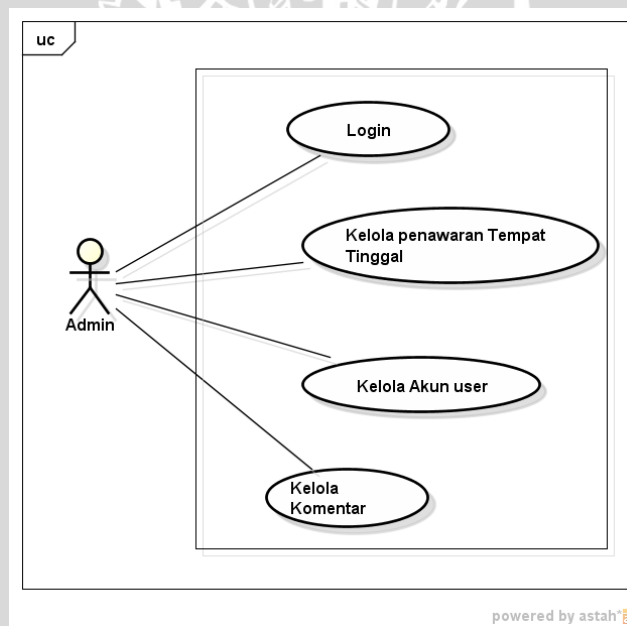 uc
Login
Kelola penawaran Tempat
Tinggal
Admin
Kelola Akun user
Kelola
Komentar
powered by astah*